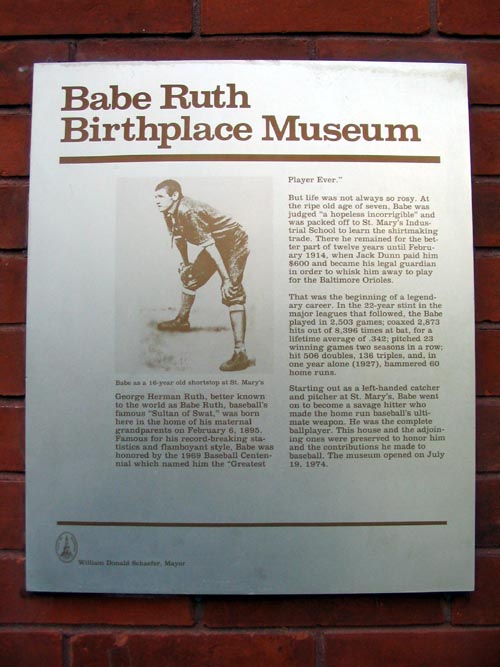 Babe Ruth
Birthplace Museum
Babe as a 16-year old shortstop at St. Mary's
George Herman Ruth, better known
to the world as Babe Ruth, baseball's
famous "Sultan of Swat," was born
here in the home of his maternal
grandparents on February 6, 1895.
Famous for his record-breaking sta-
tistics and flamboyant style, Babe was
honored by the 1969 Baseball Centen-
nial which named him the "Greatest
Player Ever."
But life was not always so rosy. At
the ripe old age of seven, Babe was
judged "a hopeless incorrigible" and
was packed off to St. Mary's Indus-
trial School to learn the shirtmaking
trade. There he remained for the bet-
ter part of twelve years until Febru-
ary 1914, when Jack Dunn paid him
$600 and became his legal guardian
in order to whisk him away to play
for the Baltimore Orioles.
That was the beginning of a legend-
ary career. In the 22-year stint in the
major leagues that followed, the Babe
played in 2,503 games; coaxed 2,873
hits out of 8,396 times at bat, for a
lifetime average of .342; pitched 23
winning games two seasons in a row;
hit 506 doubles, 136 triples, and, in
one year alone (1927), hammered 60
home runs.
Starting out as a left-handed catcher
and pitcher at St. Mary's, Babe went
on to become a savage hitter who
made the home run baseball's ulti-
mate weapon. He was the complete
ballplayer. This house and the adjoin-
ing ones were preserved to honor him
and the contributions he made to
baseball. The museum opened on July
19, 1974.
William Donald Schaefer, Mayor